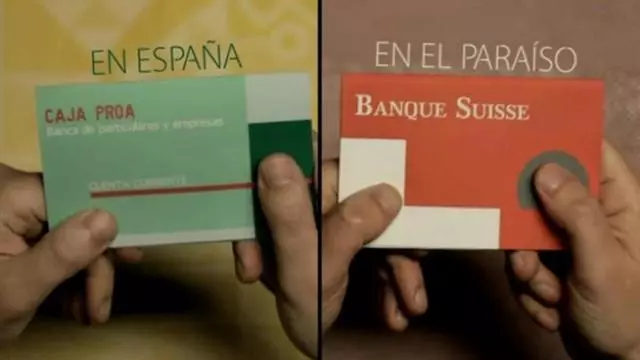 EN ESPAÑA
CAJA PROA
Banca de particulares y empresas
CUENTA CORRIENTE
EN EL PARAÍSO
BANQUE SUISSE